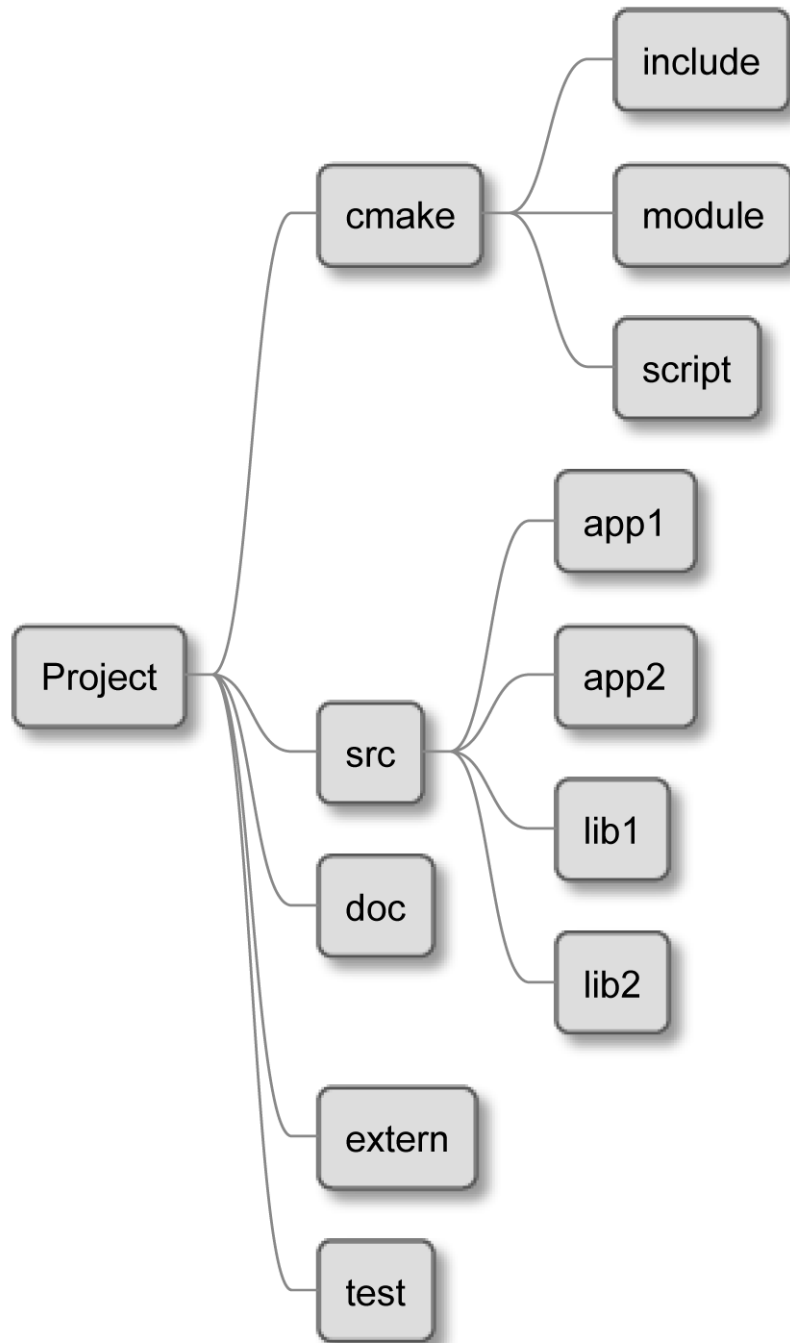 include
cmake
module
script
app1
Project
app2
src
lib1
doc
lib2
extern
test